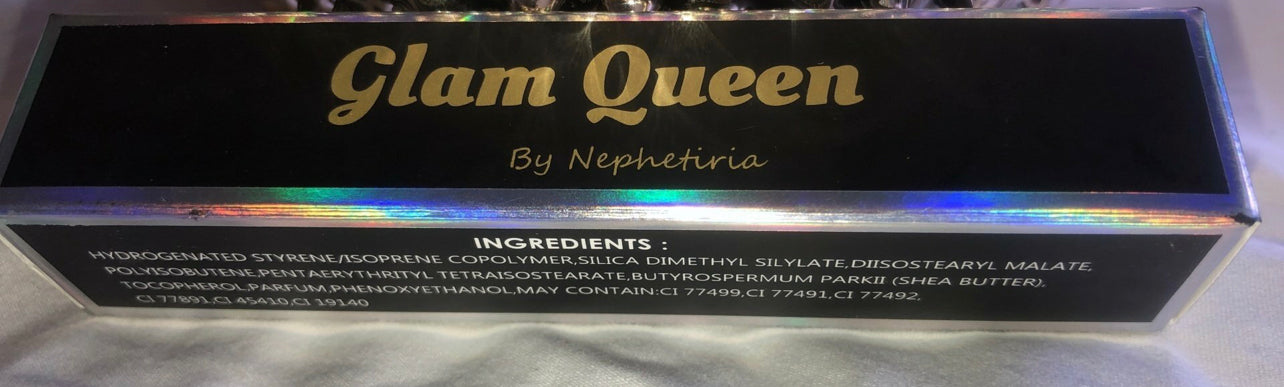 Glam Queen
By Nephetiria
INGREDIENTS :
HYDROGENATED STYRENE/ISOPRENE COPOLYMER,SILICA DIMETHYL SILYLATE,DIISOSTEARYL MALATE,
POLYISOBUTENE,PENTAERYTHRITYL TETRAISOSTEARATE,BUTYROSPERMUM PARKII (SHEA BUTTER),
TOCOPHEROL,PARFUM,PHENOXYETHANOL,MAY CONTAIN:CI 77499,CI 77491,CI 77492,
CI 77891,CI 45410,CI 19140